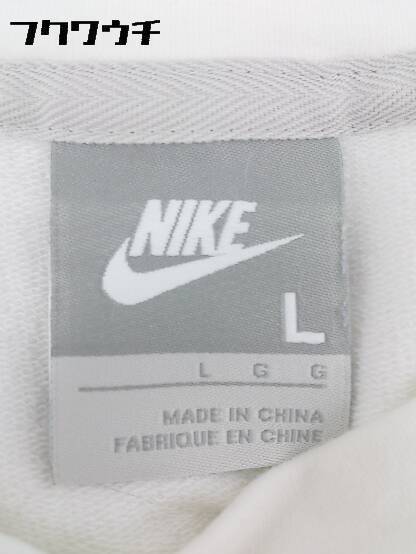 フクワウチ
NIKE
L
L G G
MADE IN CHINA
FABRIQUE EN CHINE